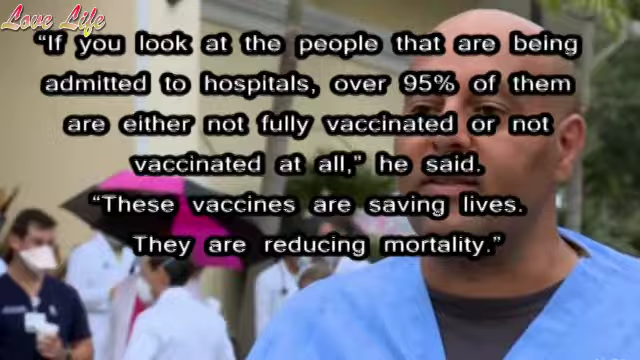 Love Life
“If you look at the people that are being
admitted to hospitals, over 95% of them
are either not fully vaccinated or not
vaccinated at all,” he said.
“These vaccines are saving lives.
They are reducing mortality.”